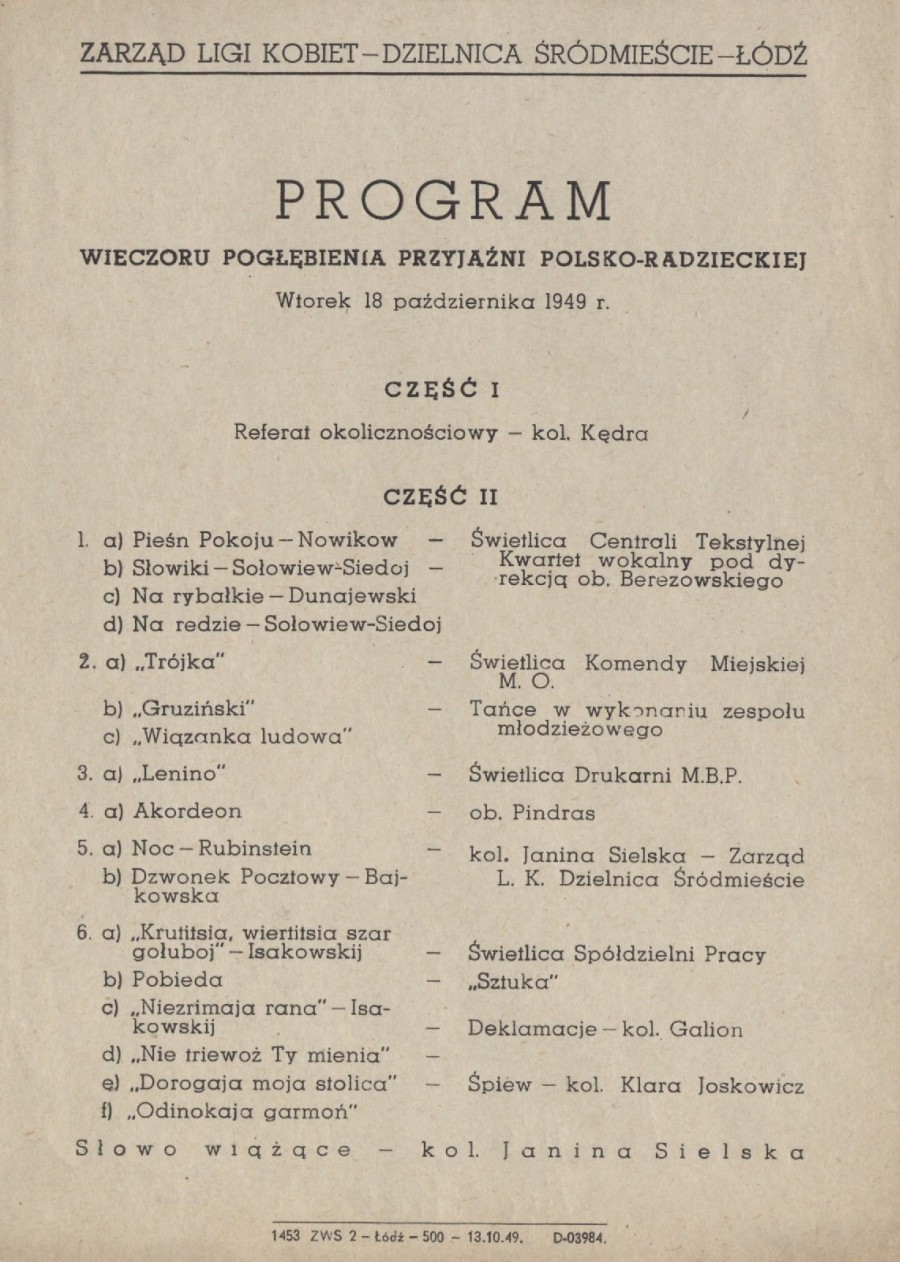 ZARZĄD LIGI KOBIET—DZIELNICA ŚRÓDMIEŚCIE—ŁÓDŹ
PROGRAM
WIECZORU POGŁĘBIENIA PRZYJAŹNI POLSKO-RADZIECKIEJ
Wtorek 18 października 1949 r.
CZĘŚĆ I
Referat okolicznościowy — kol. Kędra
CZĘŚĆ II
1. a) Pieśn Pokoju — Nowikow — Świetlica Centrali Tekstylnej
b) Słowiki — Sołowiew-Siedoj — Kwartet wokalny pod dy-
rekcją ob. Berezowskiego
c) Na rybałkie — Dunajewski
d) Na redzie — Sołowiew-Siedoj
2. a) „Trójka" — Świetlica Komendy Miejskiej
M. O.
b) „Gruziński" — Tańce w wykonaniu zespołu
młodzieżowego
c) „Wiązanka ludowa"
3. a) „Lenino" — Świetlica Drukarni M.B.P.
4. a) Akordeon — ob. Pindras
5. a) Noc — Rubinstein — kol. Janina Sielska — Zarząd
L. K. Dzielnica Śródmieście
b) Dzwonek Pocztowy — Baj-
kowska
6. a) „Krutitsia, wiertitsia szar
gołuboj" — Isakowskij — Świetlica Spółdzielni Pracy
b) Pobieda — „Sztuka"
c) „Niezrimaja rana" — Isa-
kowskij — Deklamacje — kol. Galion
d) „Nie triewoż Ty mienia" —
e) „Dorogaja moja stolica" — Śpiew — kol. Klara Joskowicz
f) „Odinokaja garmoń"
Słowo wiążące — kol. Janina Sielska
1453 ZWS 2 — Łódź — 500 — 13.10.49. D-03984.